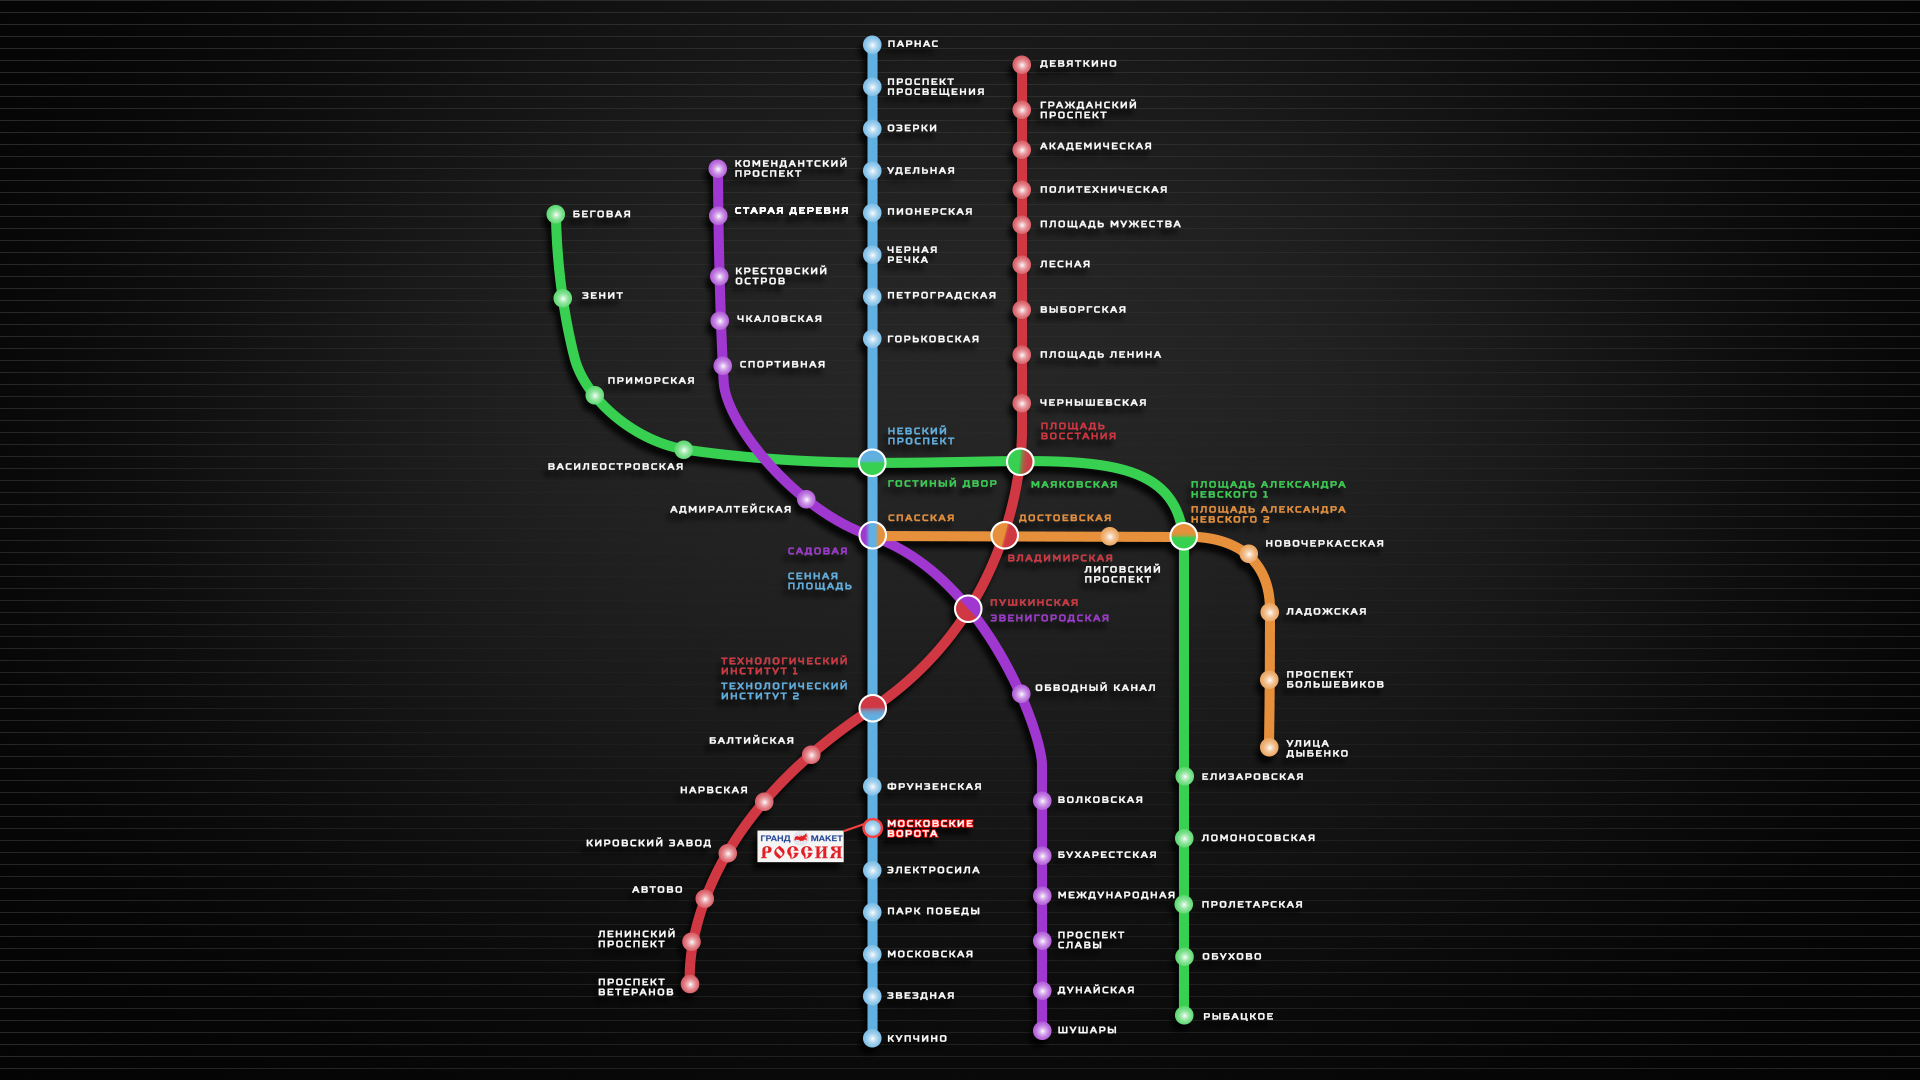 ПАРНАС
ПРОСПЕКТ
ПРОСВЕЩЕНИЯ
ОЗЕРКИ
УДЕЛЬНАЯ
ПИОНЕРСКАЯ
ЧЕРНАЯ
РЕЧКА
ПЕТРОГРАДСКАЯ
ГОРЬКОВСКАЯ
НЕВСКИЙ
ПРОСПЕКТ
ГОСТИНЫЙ ДВОР
ДЕВЯТКИНО
ГРАЖДАНСКИЙ
ПРОСПЕКТ
АКАДЕМИЧЕСКАЯ
ПОЛИТЕХНИЧЕСКАЯ
ПЛОЩАДЬ МУЖЕСТВА
ЛЕСНАЯ
ВЫБОРГСКАЯ
ПЛОЩАДЬ ЛЕНИНА
ЧЕРНЫШЕВСКАЯ
ПЛОЩАДЬ
ВОССТАНИЯ
МАЯКОВСКАЯ
КОМЕНДАНТСКИЙ
ПРОСПЕКТ
СТАРАЯ ДЕРЕВНЯ
КРЕСТОВСКИЙ
ОСТРОВ
ЧКАЛОВСКАЯ
СПОРТИВНАЯ
БЕГОВАЯ
ЗЕНИТ
ПРИМОРСКАЯ
ВАСИЛЕОСТРОВСКАЯ
АДМИРАЛТЕЙСКАЯ
СПАССКАЯ
САДОВАЯ
СЕННАЯ
ПЛОЩАДЬ
ДОСТОЕВСКАЯ
ВЛАДИМИРСКАЯ
ЛИГОВСКИЙ
ПРОСПЕКТ
ПЛОЩАДЬ АЛЕКСАНДРА
НЕВСКОГО 1
ПЛОЩАДЬ АЛЕКСАНДРА
НЕВСКОГО 2
НОВОЧЕРКАССКАЯ
ЛАДОЖСКАЯ
ПРОСПЕКТ
БОЛЬШЕВИКОВ
УЛИЦА
ДЫБЕНКО
ПУШКИНСКАЯ
ЗВЕНИГОРОДСКАЯ
ТЕХНОЛОГИЧЕСКИЙ
ИНСТИТУТ 1
ТЕХНОЛОГИЧЕСКИЙ
ИНСТИТУТ 2
ОБВОДНЫЙ КАНАЛ
БАЛТИЙСКАЯ
НАРВСКАЯ
КИРОВСКИЙ ЗАВОД
АВТОВО
ЛЕНИНСКИЙ
ПРОСПЕКТ
ПРОСПЕКТ
ВЕТЕРАНОВ
ФРУНЗЕНСКАЯ
МОСКОВСКИЕ
ВОРОТА
ГРАНД МАКЕТ
РОССИЯ
ЭЛЕКТРОСИЛА
ПАРК ПОБЕДЫ
МОСКОВСКАЯ
ЗВЕЗДНАЯ
КУПЧИНО
ВОЛКОВСКАЯ
БУХАРЕСТСКАЯ
МЕЖДУНАРОДНАЯ
ПРОСПЕКТ
СЛАВЫ
ДУНАЙСКАЯ
ШУШАРЫ
ЕЛИЗАРОВСКАЯ
ЛОМОНОСОВСКАЯ
ПРОЛЕТАРСКАЯ
ОБУХОВО
РЫБАЦКОЕ